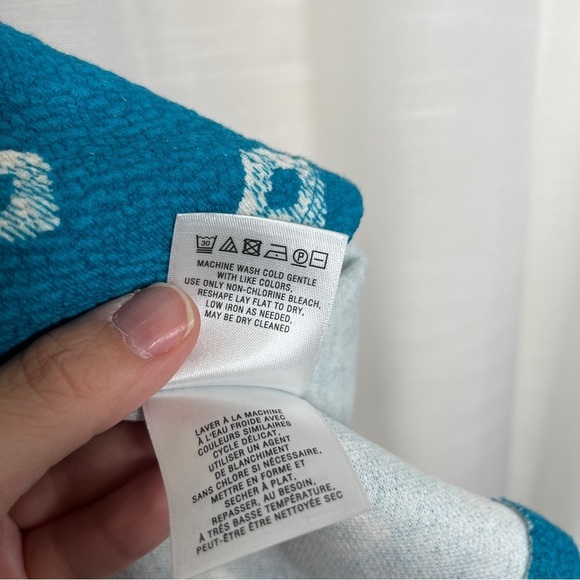 30 P
MACHINE WASH COLD GENTLE
WITH LIKE COLORS,
USE ONLY NON-CHLORINE BLEACH,
RESHAPE LAY FLAT TO DRY,
LOW IRON AS NEEDED,
MAY BE DRY CLEANED
LAVER À LA MACHINE
À L'EAU FROIDE AVEC
COULEURS SIMILAIRES
CYCLE DÉLICAT.
UTILISER UN AGENT
DE BLANCHIMENT
SANS CHLORE SI NÉCESSAIRE.
METTRE EN FORME ET
SECHER À PLAT.
REPASSER, AU BESOIN,
À TRÈS BASSE TEMPÉRATURE,
PEUT-ÊTRE ÊTRE NETTOYÉE SEC